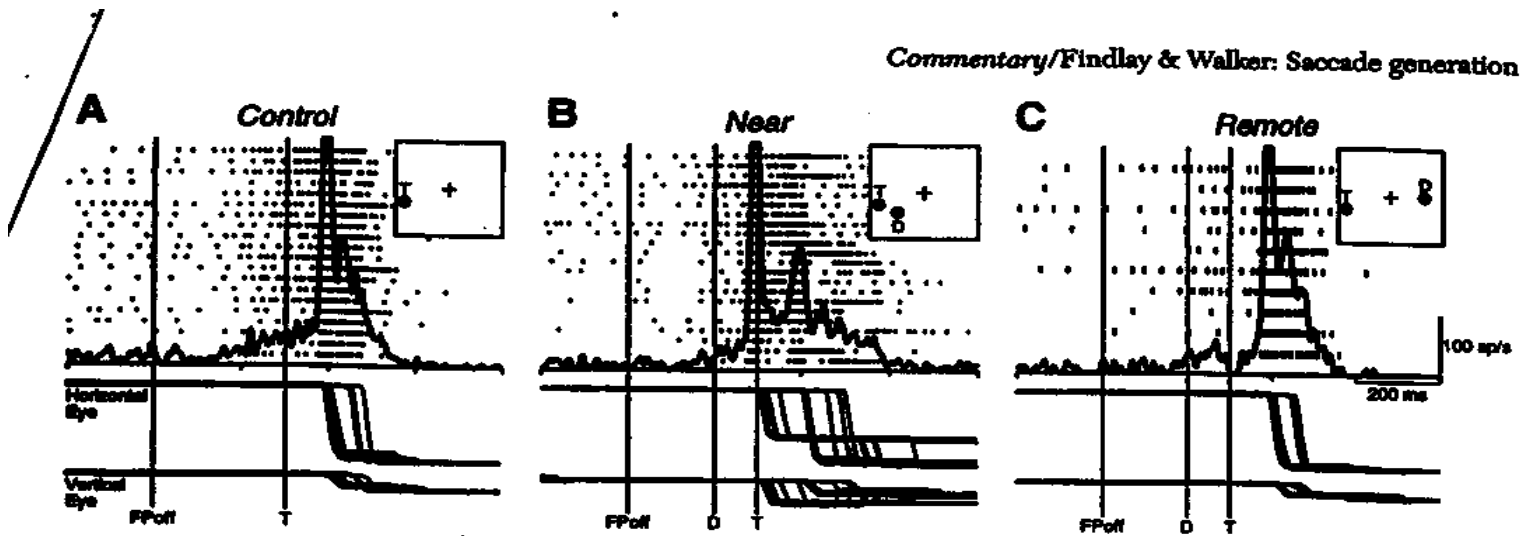 Commentary/Findlay & Walker: Saccade generation
A
Control
T
+
B
Near
T
+
D
C
Remote
T
+
D
100 sp/s
200 ms
Horizontal
Eye
Vertical
Eye
FPoff
T
FPoff
D
T
FPoff
D
T